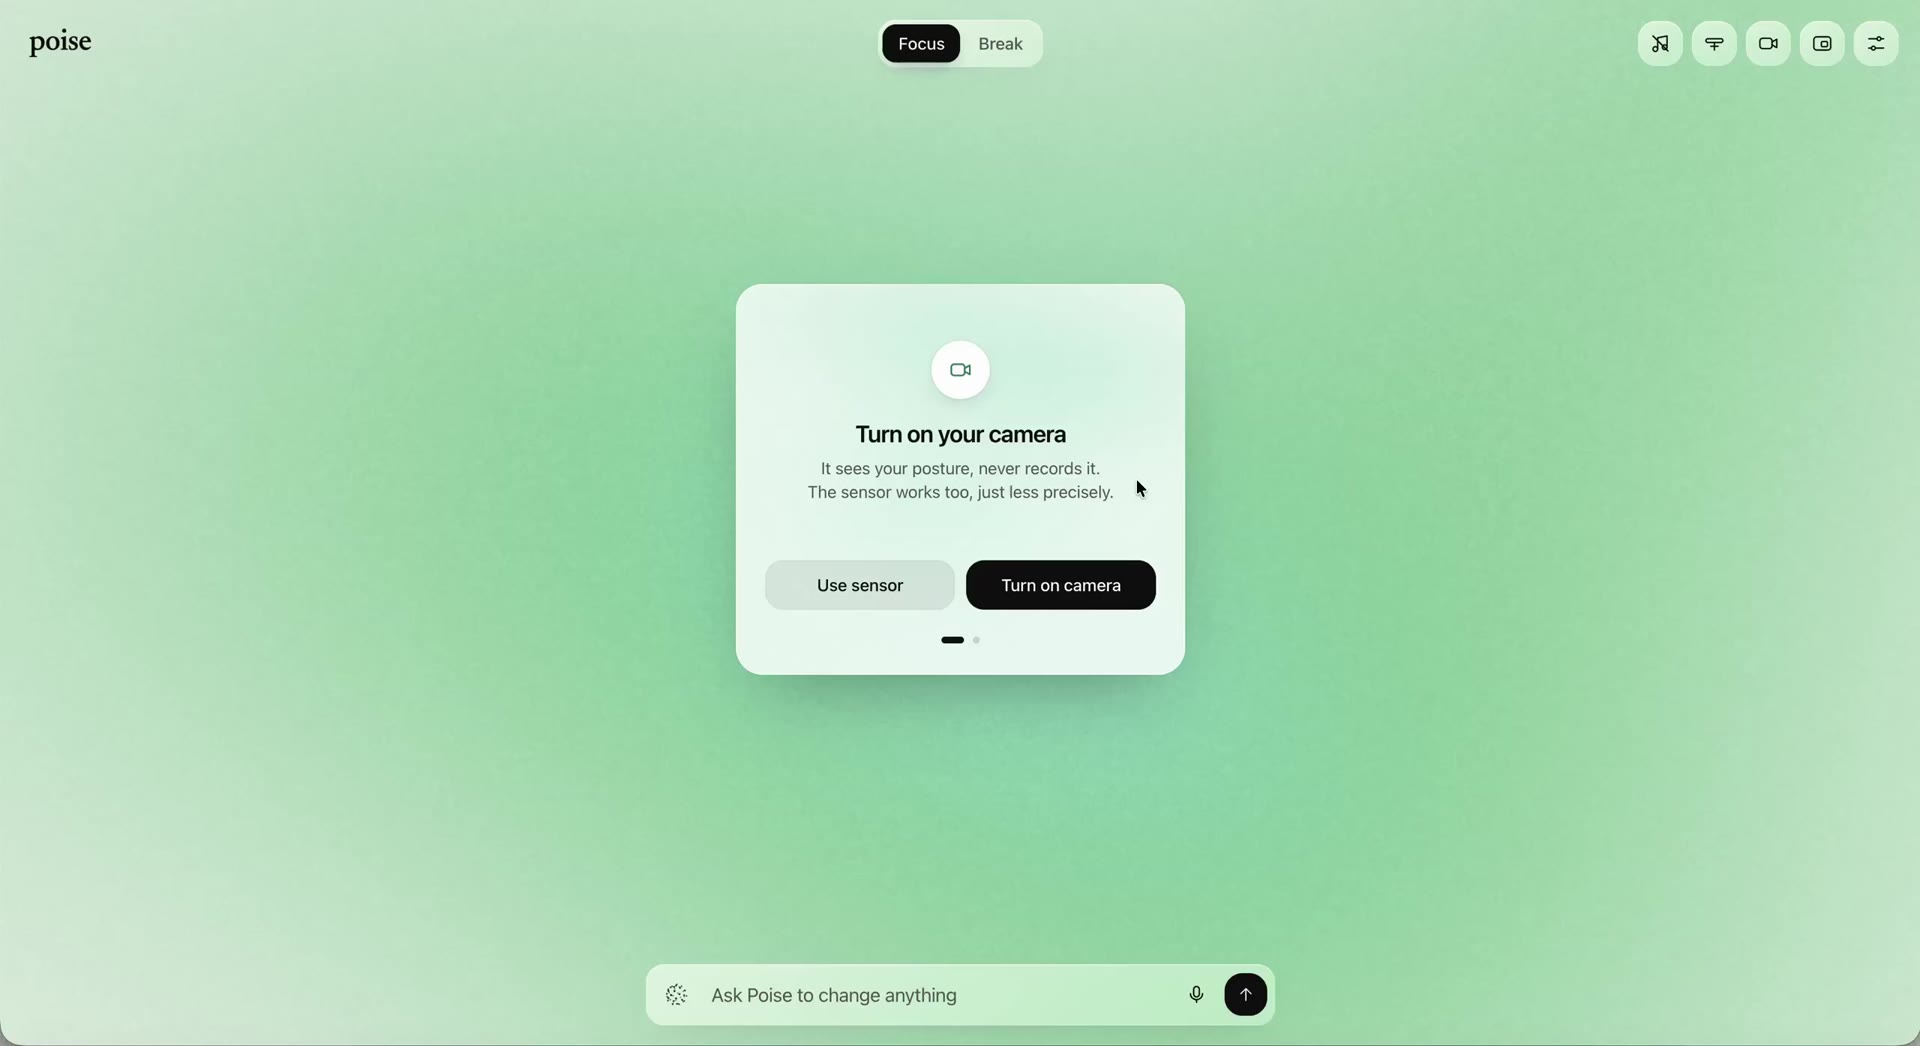 poise
Focus
Break
Turn on your camera
It sees your posture, never records it.
The sensor works too, just less precisely.
Use sensor
Turn on camera
Ask Poise to change anything